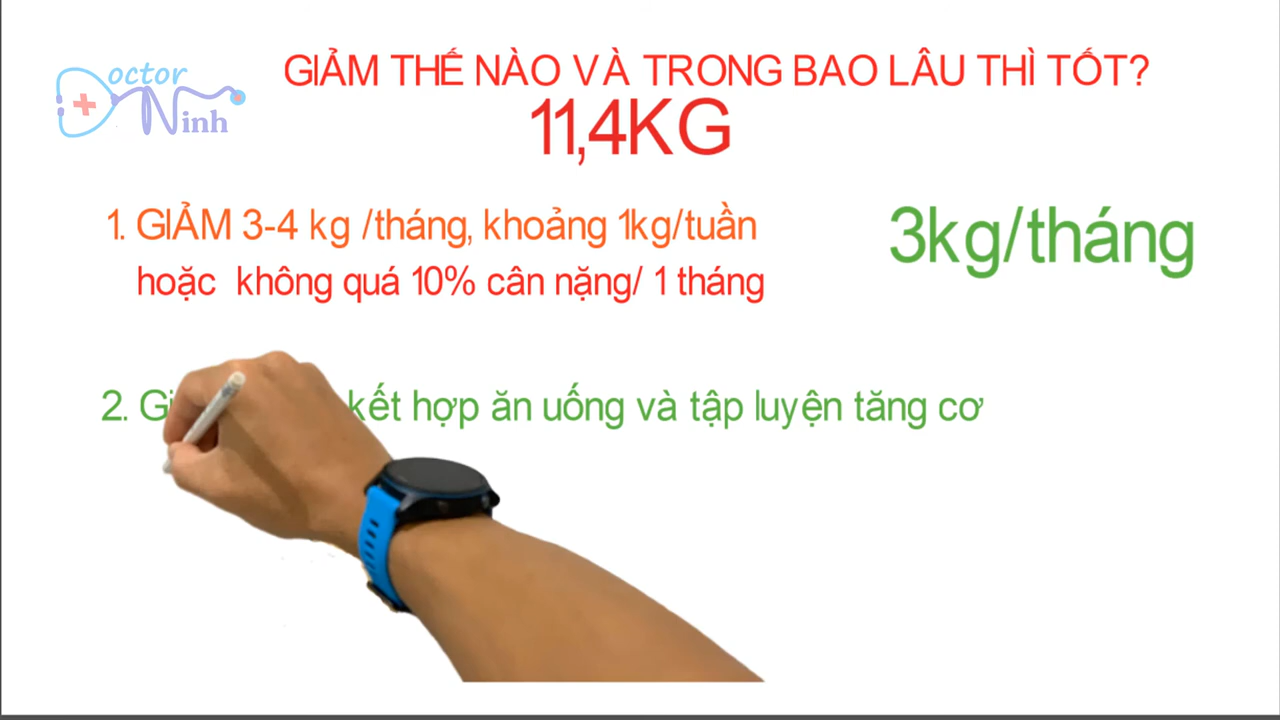 Doctor
Ninh
GIẢM THẾ NÀO VÀ TRONG BAO LÂU THÌ TỐT?
11,4KG
1. GIẢM 3-4 kg /tháng, khoảng 1kg/tuần
hoặc không quá 10% cân nặng/ 1 tháng
3kg/tháng
2. kết hợp ăn uống và tập luyện tăng cơ